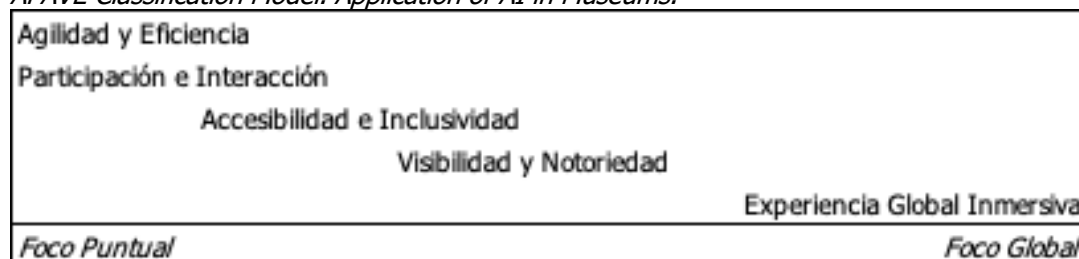 APAVE Classification Model. Application of AI in Museums.
Agilidad y Eficiencia
Participación e Interacción
Accesibilidad e Inclusividad
Visibilidad y Notoriedad
Experiencia Global Inmersiva
Foco Puntual Foco Global